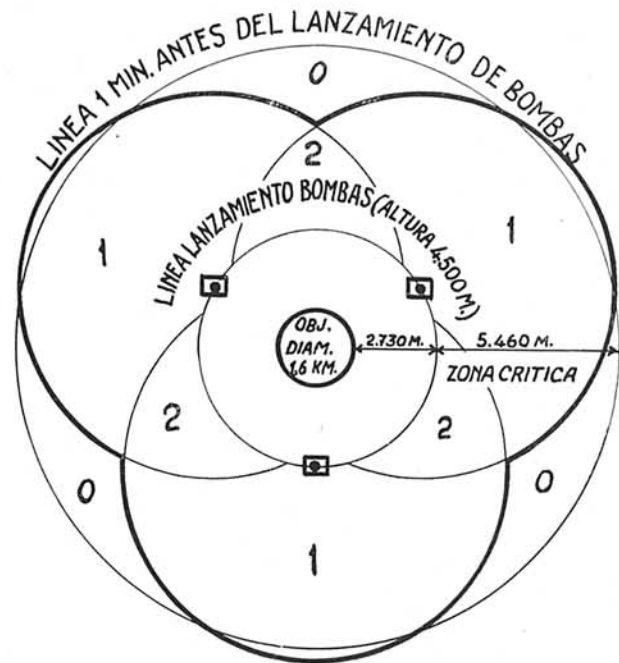 LINEA 1 MIN. ANTES DEL LANZAMIENTO DE BOMBAS
0
2
1
1
LINEA LANZAMIENTO BOMBAS (ALTURA 4.500 M.)
OBJ.
DIAM.
1,6 KM.
2.730 M.
5.460 M.
ZONA CRITICA
2
2
0
0
1